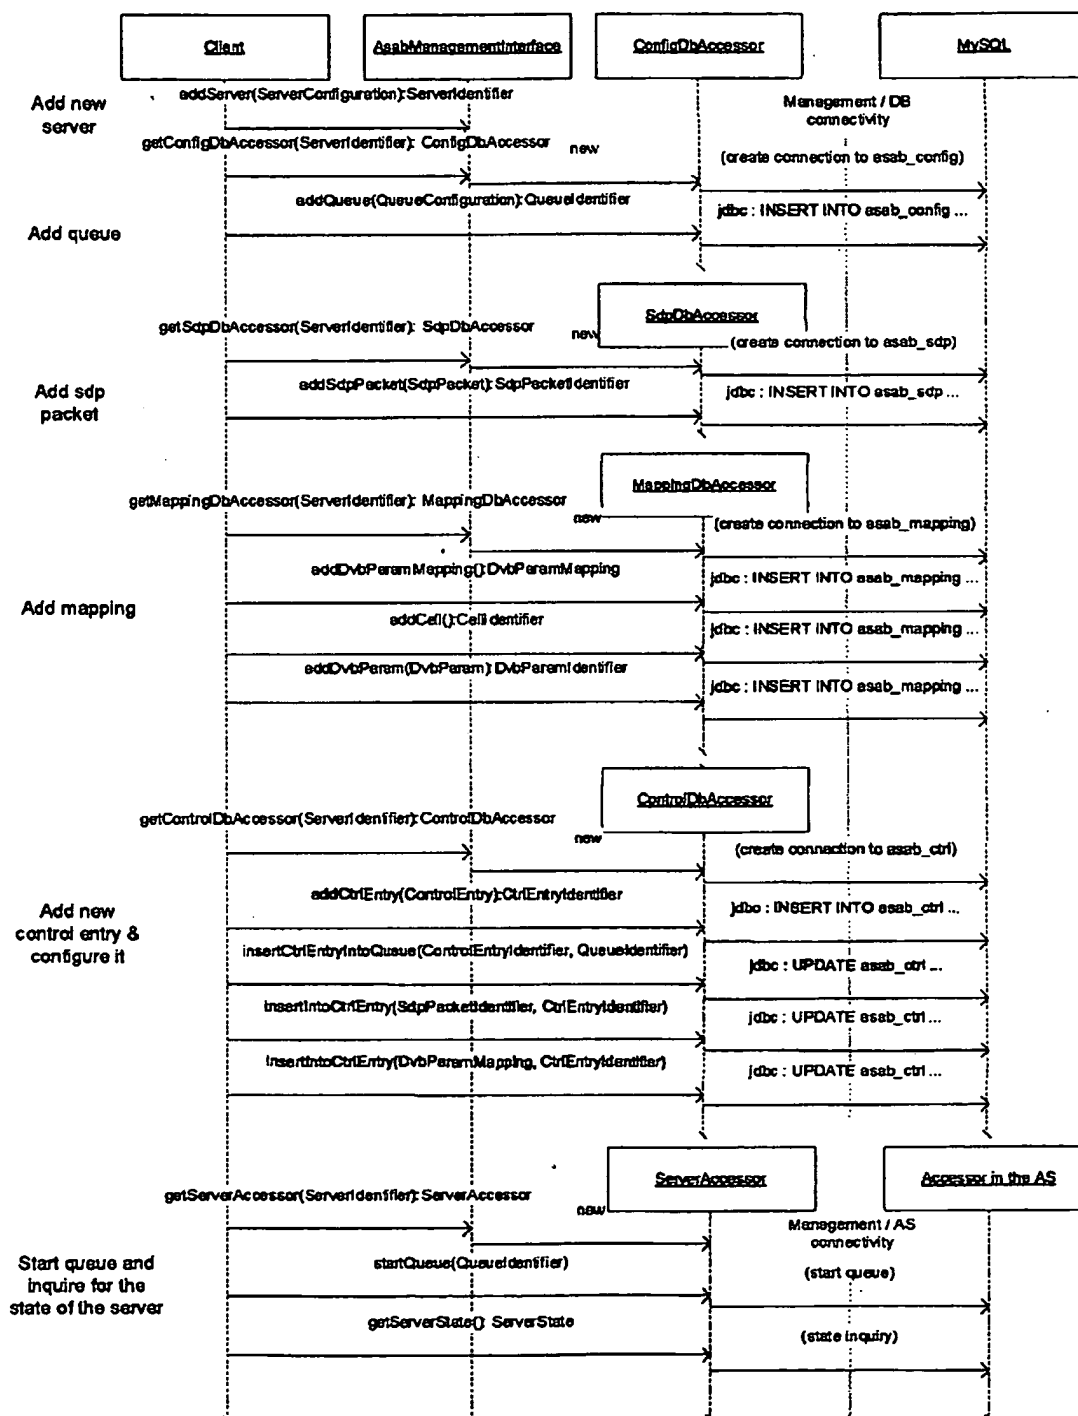 Client
AsabManagementInterface
ConfigDbAccessor
MySQL
Add new
server
addServer(ServerConfiguration):ServerIdentifier
Management / DB
connectivity
getConfigDbAccessor(ServerIdentifier): ConfigDbAccessor
new
(create connection to asab_config)
Add queue
addQueue(QueueConfiguration):QueueIdentifier
jdbc : INSERT INTO asab_config ...
SdpDbAccessor
getSdpDbAccessor(ServerIdentifier): SdpDbAccessor
new
(create connection to asab_sdp)
Add sdp
packet
addSdpPacket(SdpPacket): SdpPacketIdentifier
jdbc : INSERT INTO asab_sdp ...
MappingDbAccessor
getMappingDbAccessor(ServerIdentifier): MappingDbAccessor
new
(create connection to asab_mapping)
addDvbParamMapping():DvbParamMapping
jdbc : INSERT INTO asab_mapping ...
Add mapping
addCell():CellIdentifier
jdbc : INSERT INTO asab_mapping ...
addDvbParam(DvbParam): DvbParamIdentifier
jdbc : INSERT INTO asab_mapping ...
ControlDbAccessor
getControlDbAccessor(ServerIdentifier):ControlDbAccessor
new
(create connection to asab_ctrl)
Add new
control entry &
configure it
addCtrlEntry(ControlEntry):CtrlEntryIdentifier
jdbc : INSERT INTO asab_ctrl ...
insertCtrlEntryIntoQueue(ControlEntryIdentifier, QueueIdentifier)
jdbc : UPDATE asab_ctrl ...
insertIntoCtrlEntry(SdpPacketIdentifier, CtrlEntryIdentifier)
jdbc : UPDATE asab_ctrl ...
insertIntoCtrlEntry(DvbParamMapping, CtrlEntryIdentifier)
jdbc : UPDATE asab_ctrl ...
ServerAccessor
Accessor in the AS
getServerAccessor(ServerIdentifier):ServerAccessor
new
Management / AS
connectivity
Start queue and
inquire for the
state of the server
startQueue(QueueIdentifier)
(start queue)
getServerState(): ServerState
(state inquiry)